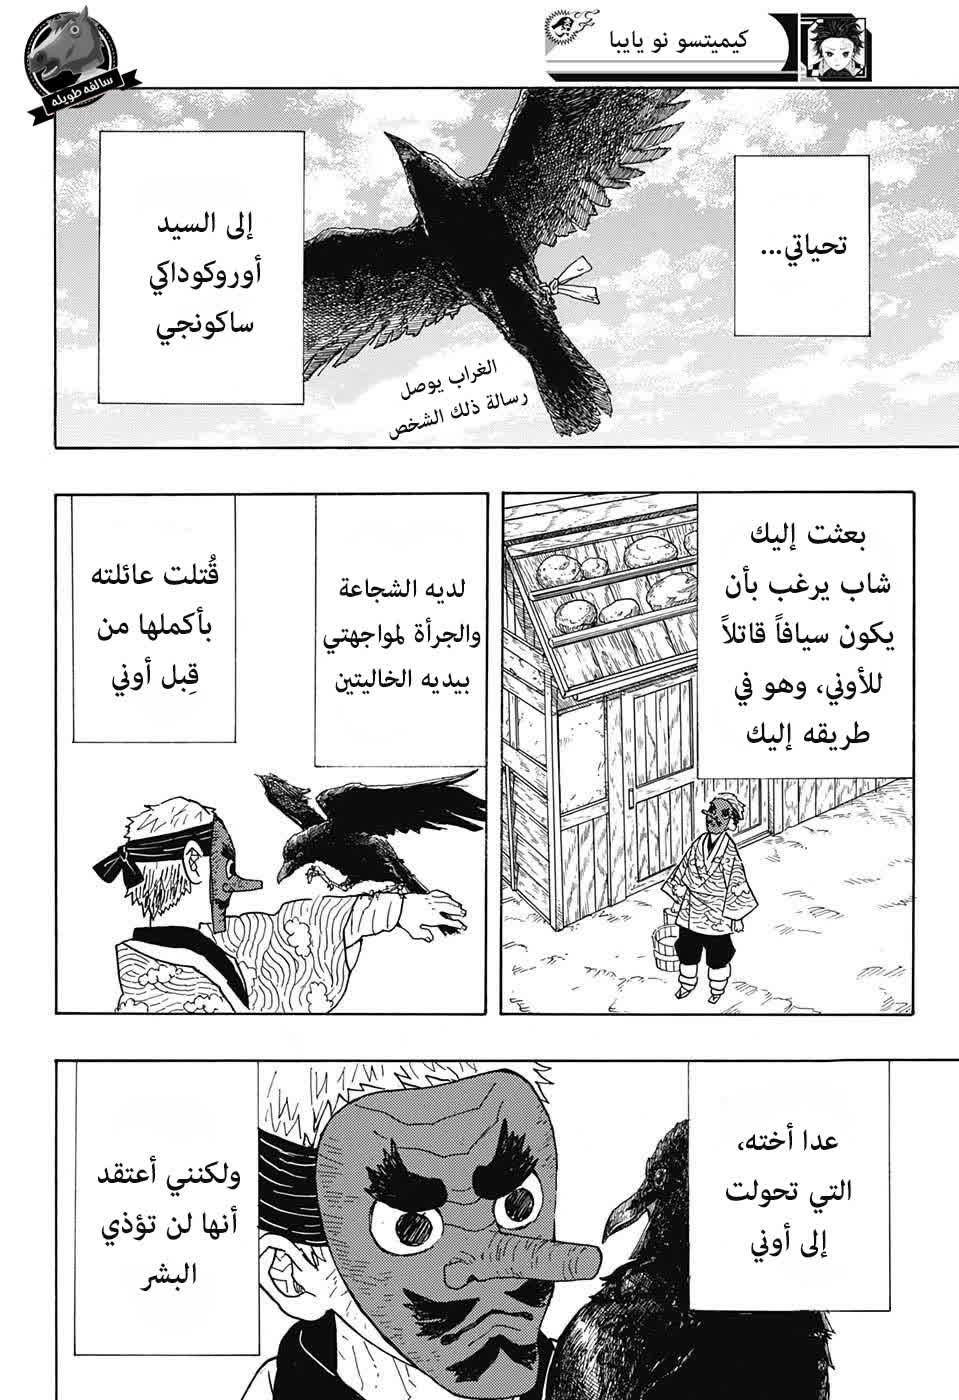 كيميتسو نو يايبا
سالفه طويله
تحياتي...
إلى السيد
أوروكوداكي
ساكونجي
الغراب يوصل
رسالة ذلك الشخص
بعثت إليك
شاب يرغب بأن
يكون سيافاً قاتلاً
للأوني، وهو في
طريقه إليك
لديه الشجاعة
والجرأة لمواجهتي
بيديه الخاليتين
قُتلت عائلته
بأكملها من
قِبل أوني
عدا أخته،
التي تحولت
إلى أوني
ولكنني أعتقد
أنها لن تؤذي
البشر